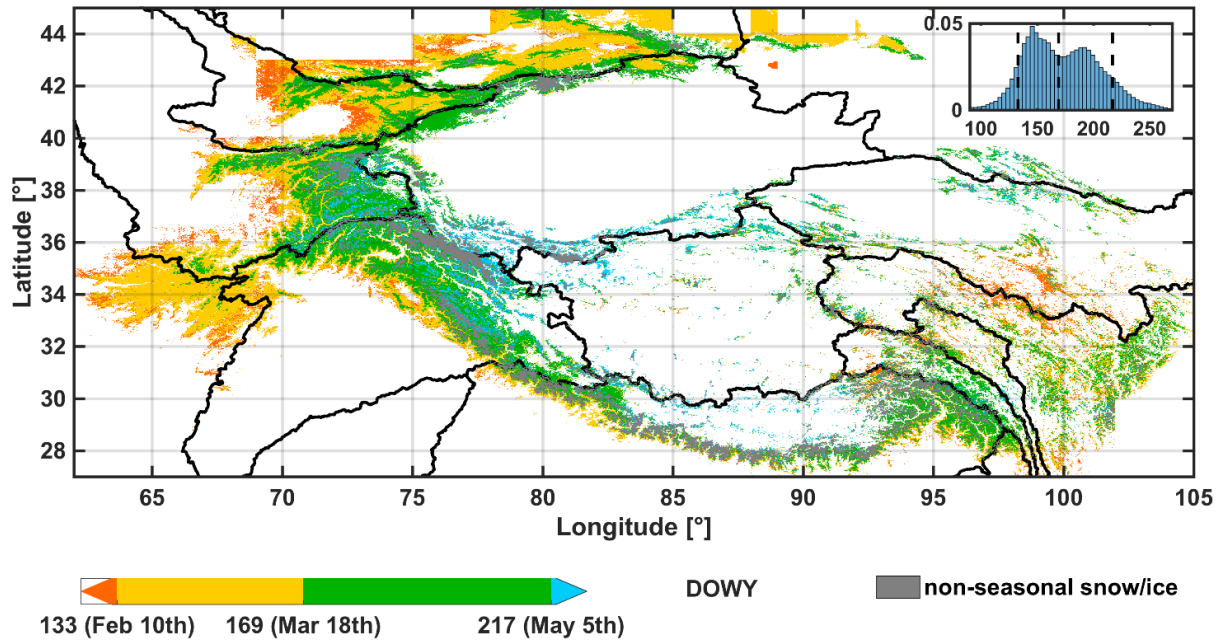 44
42
40
38
36
34
32
30
28
Latitude [°]
0.05
0
100 150 200 250
65 70 75 80 85 90 95 100 105
Longitude [°]
DOWY
non-seasonal snow/ice
133 (Feb 10th) 169 (Mar 18th) 217 (May 5th)